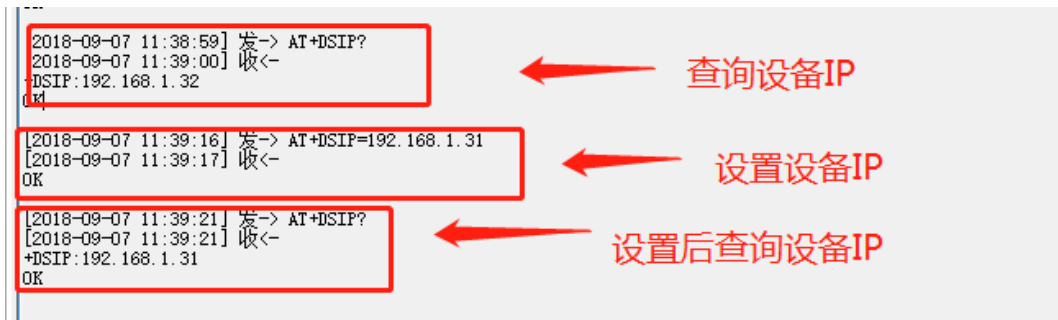 OK
[2018-09-07 11:38:59] 发-> AT+DSIP?
[2018-09-07 11:39:00] 收<-
+DSIP:192.168.1.32
OK
查询设备IP
[2018-09-07 11:39:16] 发-> AT+DSIP=192.168.1.31
[2018-09-07 11:39:17] 收<-
OK
设置设备IP
[2018-09-07 11:39:21] 发-> AT+DSIP?
[2018-09-07 11:39:21] 收<-
+DSIP:192.168.1.31
OK
设置后查询设备IP